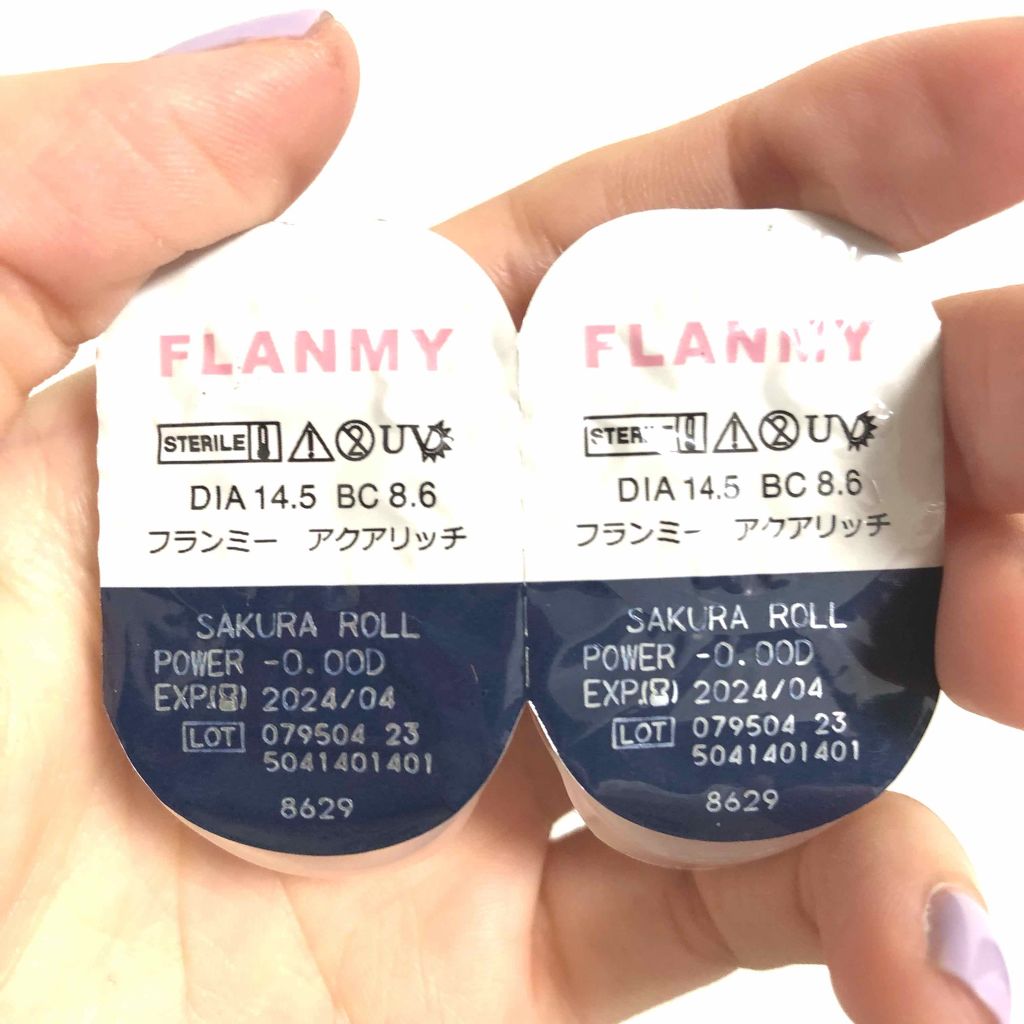 FLANMY
STERILE UV
DIA 14.5 BC 8.6
フランミー アクアリッチ
SAKURA ROLL
POWER -0.00D
EXP. 2024/04
LOT 079504 23
5041401401
8629
FLANMY
STERILE UV
DIA 14.5 BC 8.6
フランミー アクアリッチ
SAKURA ROLL
POWER -0.00D
EXP. 2024/04
LOT 079504 23
5041401401
8629